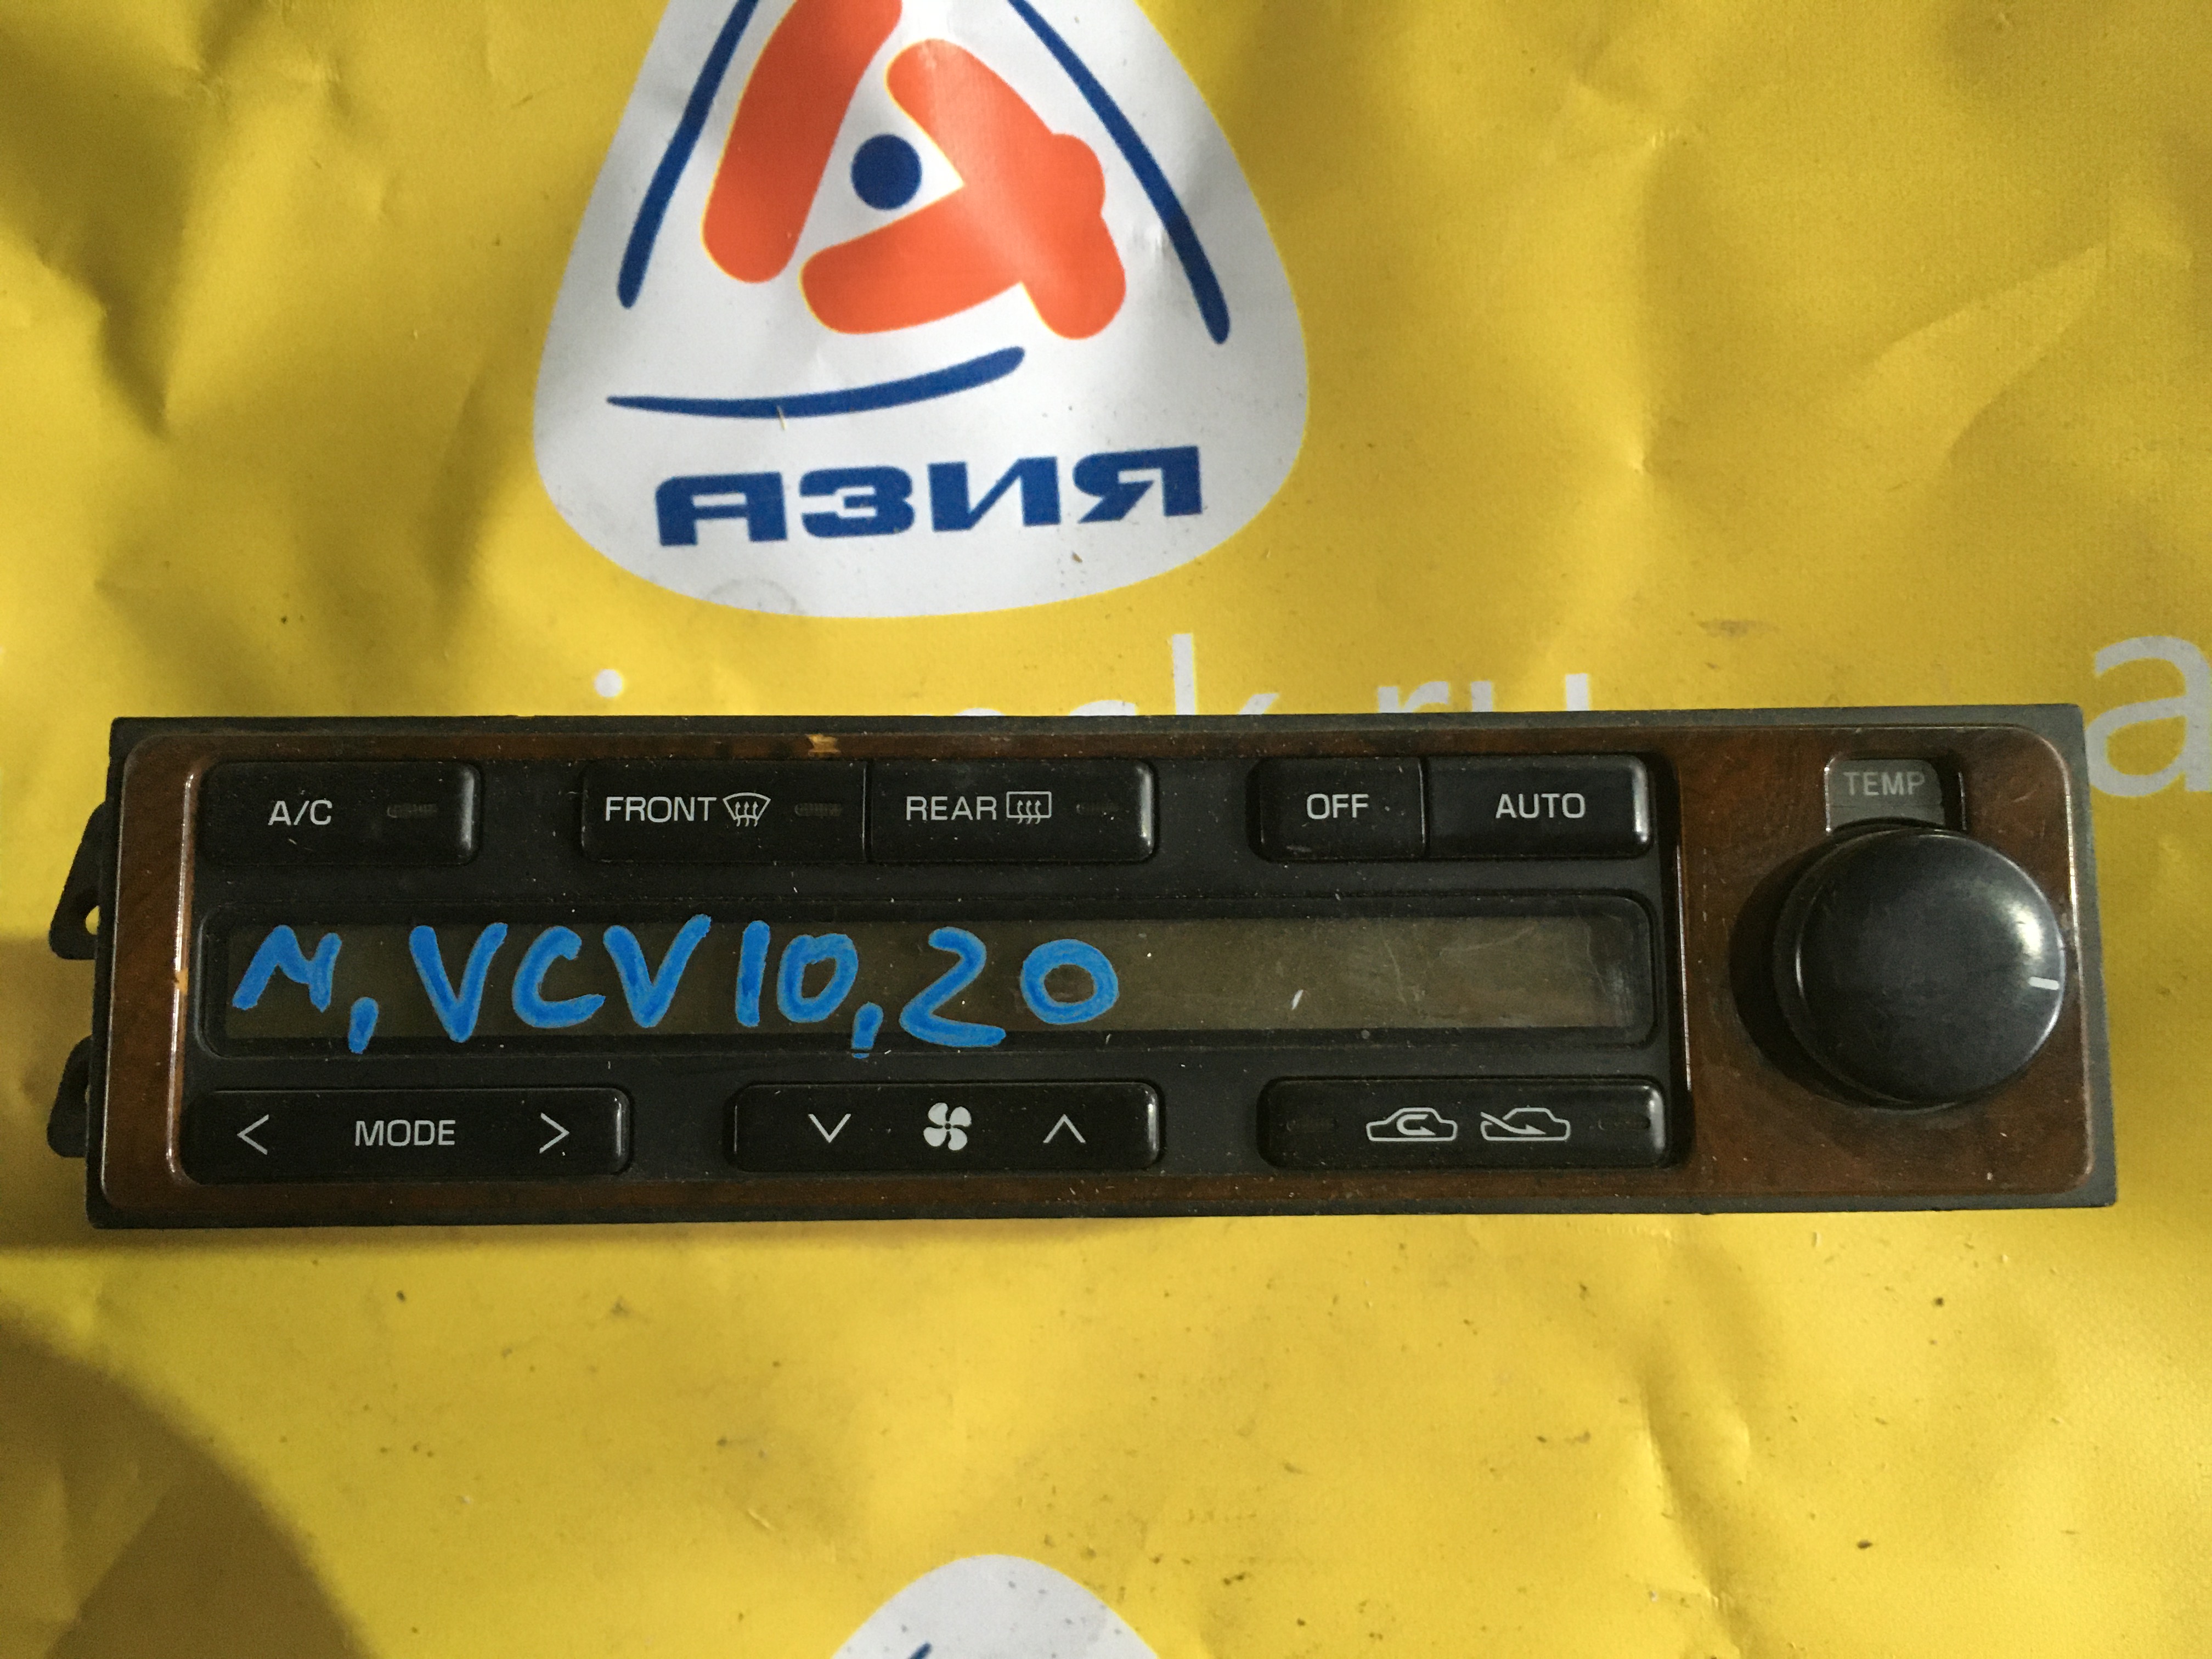 АЗИЯ
A/C FRONT REAR OFF AUTO TEMP
м, VCV10,20
< MODE >